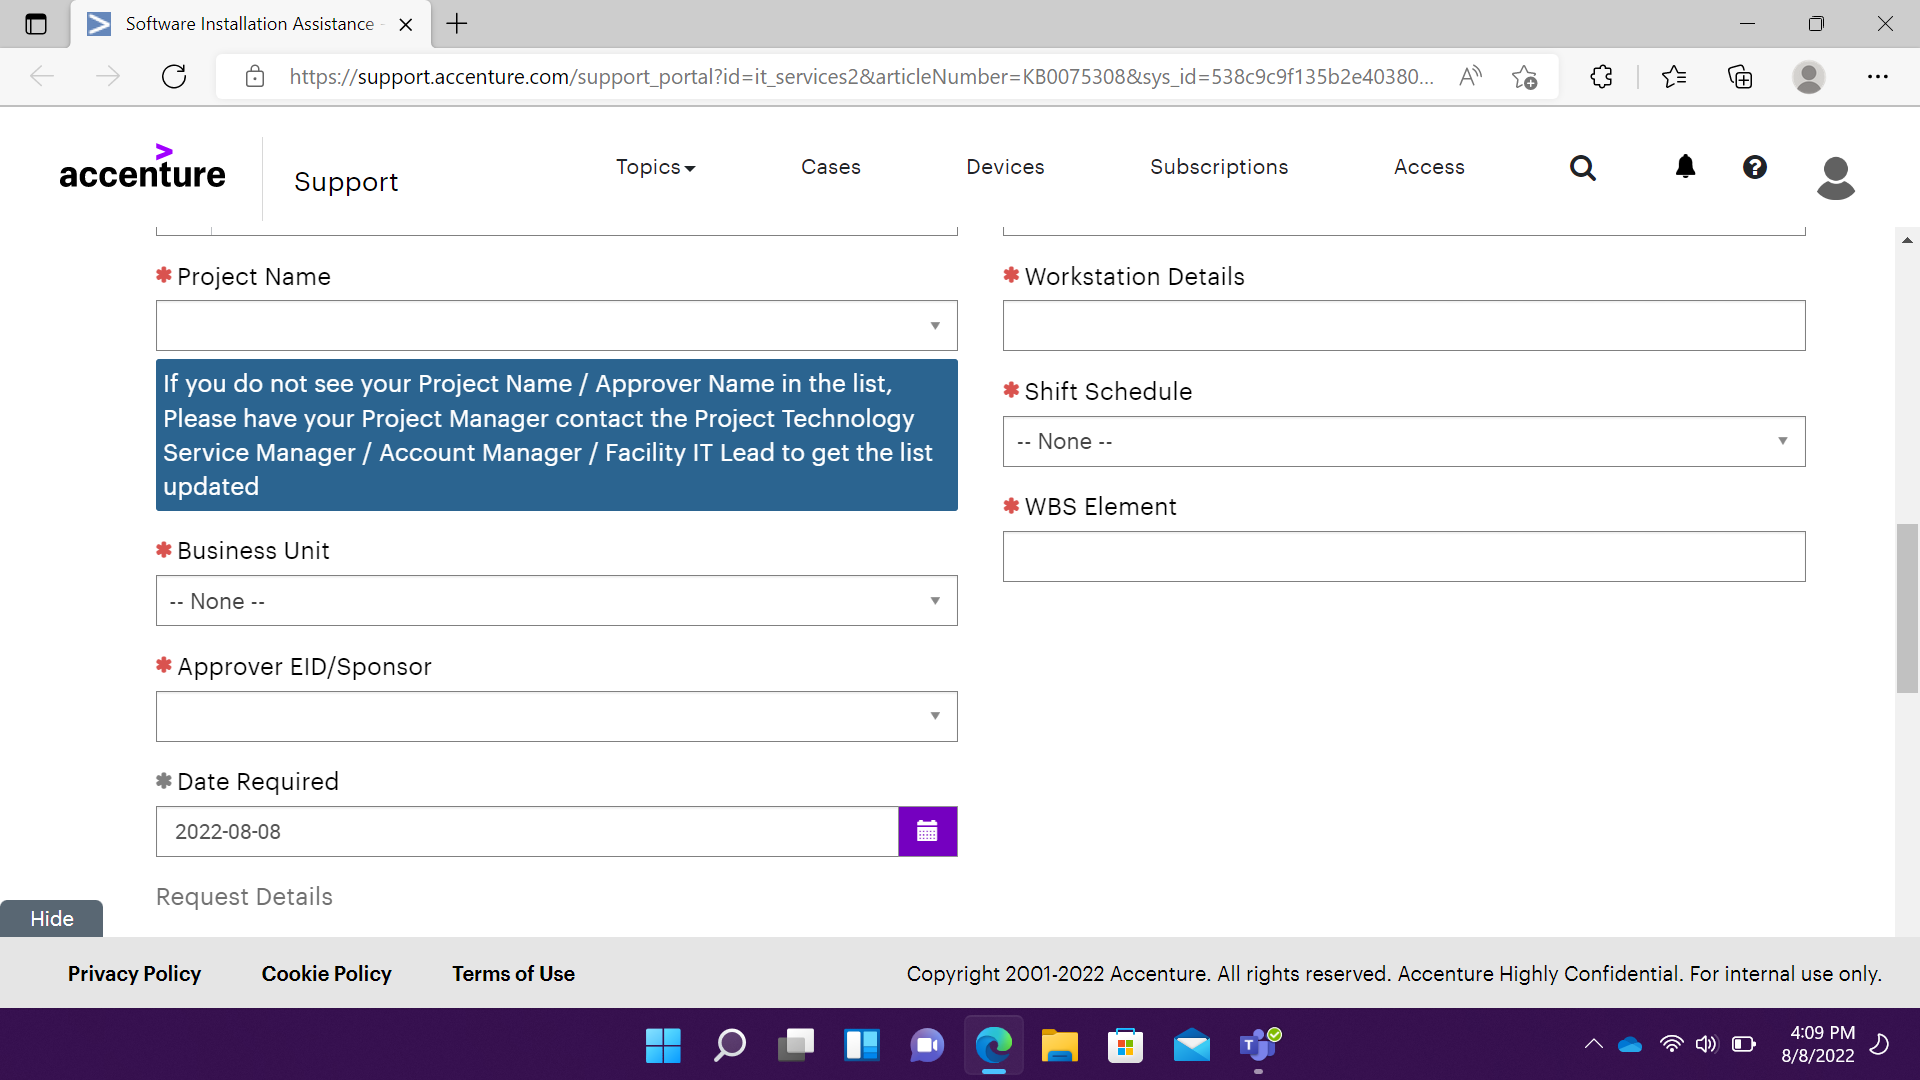 Software Installation Assistance -
https://support.accenture.com/support_portal?id=it_services2&articleNumber=KB0075308&sys_id=538c9c9f135b2e40380...
accenture
Support
Topics
Cases
Devices
Subscriptions
Access
* Project Name
If you do not see your Project Name / Approver Name in the list,
Please have your Project Manager contact the Project Technology
Service Manager / Account Manager / Facility IT Lead to get the list
updated
* Business Unit
-- None --
* Approver EID/Sponsor
* Date Required
2022-08-08
Request Details
* Workstation Details
* Shift Schedule
-- None --
* WBS Element
Hide
Privacy Policy
Cookie Policy
Terms of Use
Copyright 2001-2022 Accenture. All rights reserved. Accenture Highly Confidential. For internal use only.
4:09 PM
8/8/2022